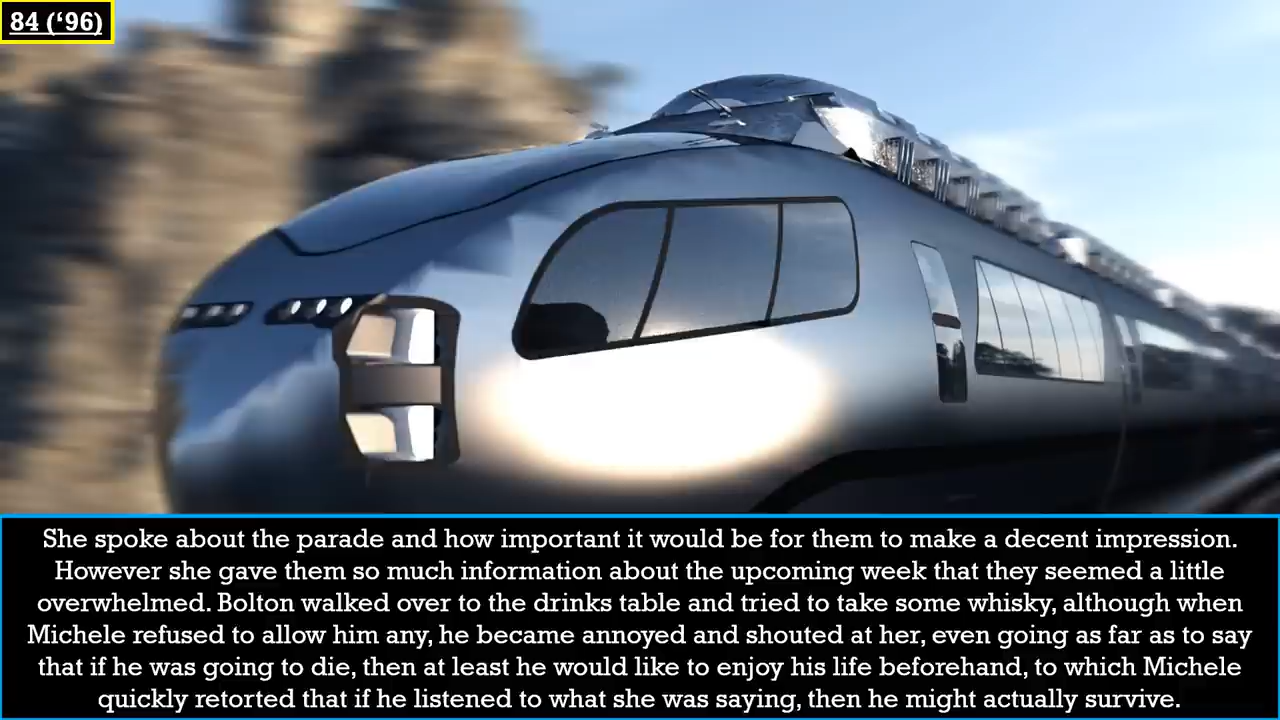 84 (‘96)
She spoke about the parade and how important it would be for them to make a decent impression.
However she gave them so much information about the upcoming week that they seemed a little
overwhelmed. Bolton walked over to the drinks table and tried to take some whisky, although when
Michele refused to allow him any, he became annoyed and shouted at her, even going as far as to say
that if he was going to die, then at least he would like to enjoy his life beforehand, to which Michele
quickly retorted that if he listened to what she was saying, then he might actually survive.